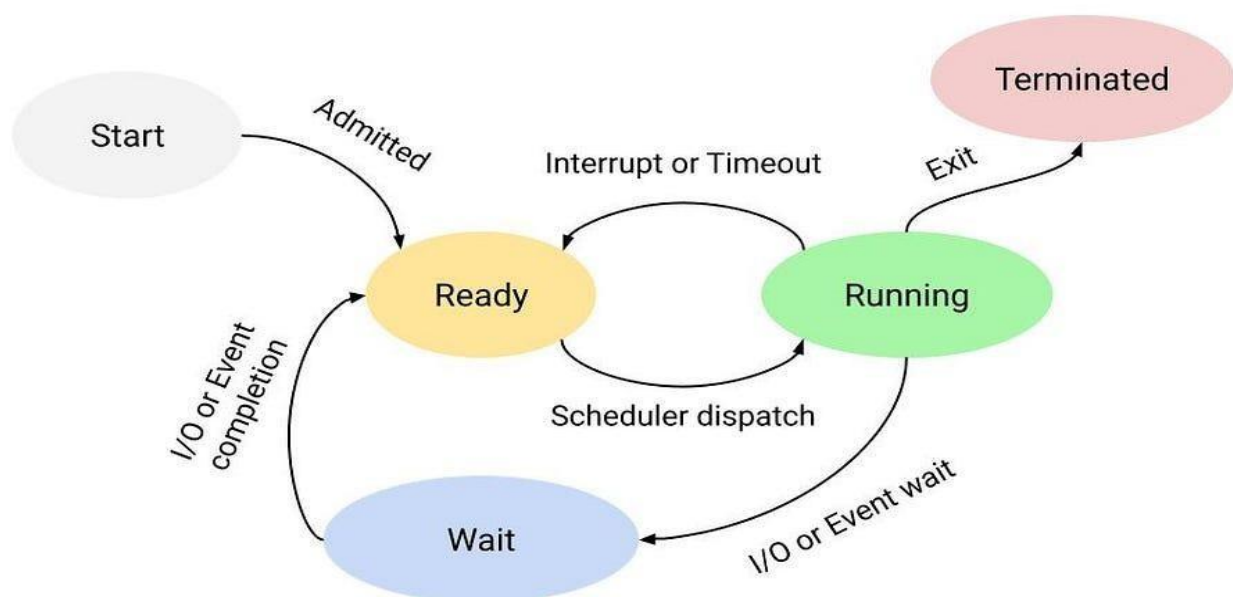 Terminated
Start
Admitted
Interrupt or Timeout
Exit
Ready
Running
I/O or Event
completion
Scheduler dispatch
I/O or Event wait
Wait